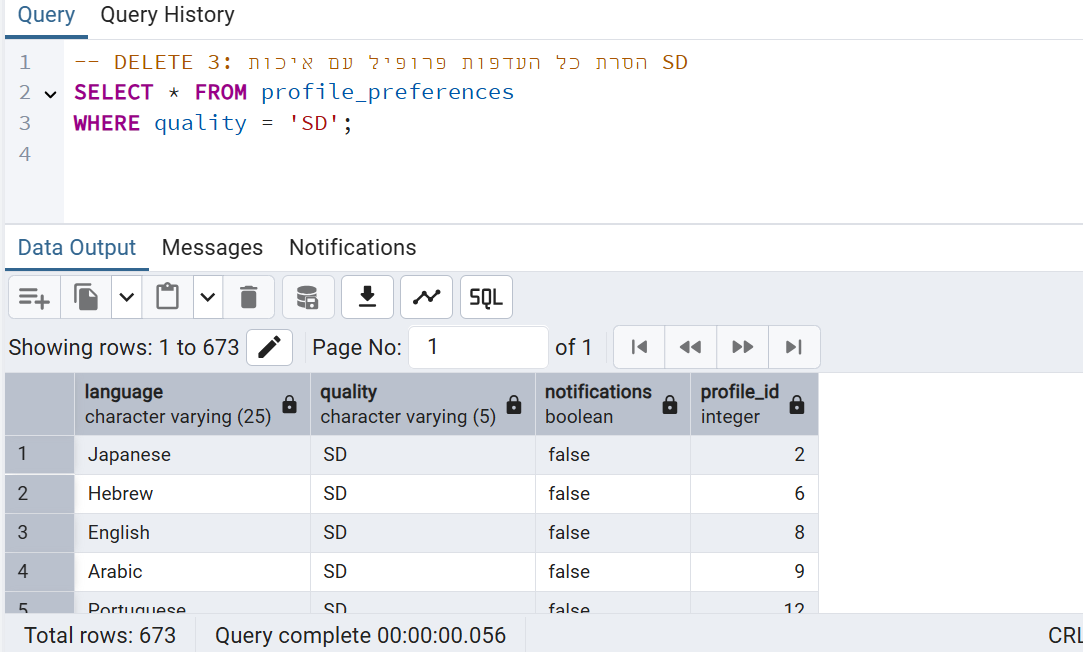 Query Query History
1 -- DELETE 3: הסרת כל העדפות פרופיל עם איכות SD
2 SELECT * FROM profile_preferences
3 WHERE quality = 'SD';
4
Data Output Messages Notifications
SQL
Showing rows: 1 to 673 Page No: 1 of 1
language quality notifications profile_id
character varying (25) character varying (5) boolean integer
1 Japanese SD false 2
2 Hebrew SD false 6
3 English SD false 8
4 Arabic SD false 9
5 Portuguese SD false 12
Total rows: 673 Query complete 00:00:00.056 CRL